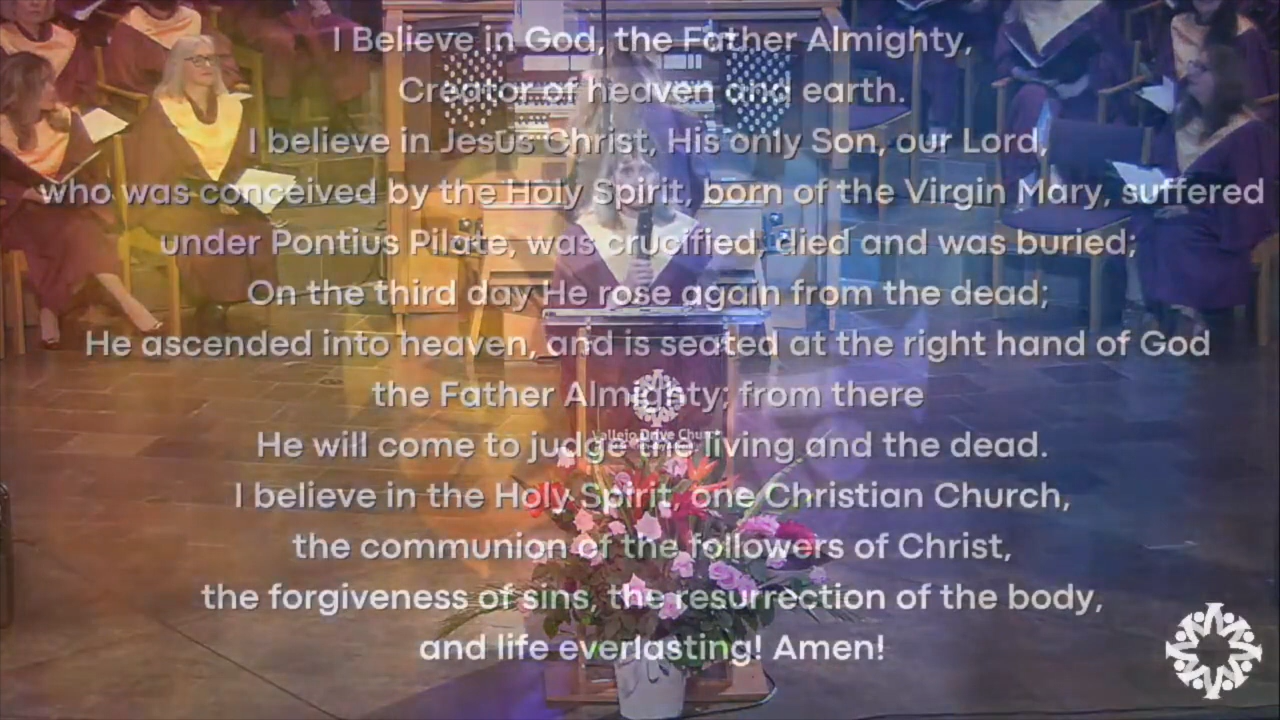 I Believe in God, the Father Almighty,
Creator of heaven and earth.
I believe in Jesus Christ, His only Son, our Lord,
who was conceived by the Holy Spirit, born of the Virgin Mary, suffered
under Pontius Pilate, was crucified, died and was buried;
On the third day He rose again from the dead;
He ascended into heaven, and is seated at the right hand of God
the Father Almighty; from there
He will come to judge the living and the dead.
Vallejo Drive Church
I believe in the Holy Spirit, one Christian Church,
the communion of the followers of Christ,
the forgiveness of sins, the resurrection of the body,
and life everlasting! Amen!